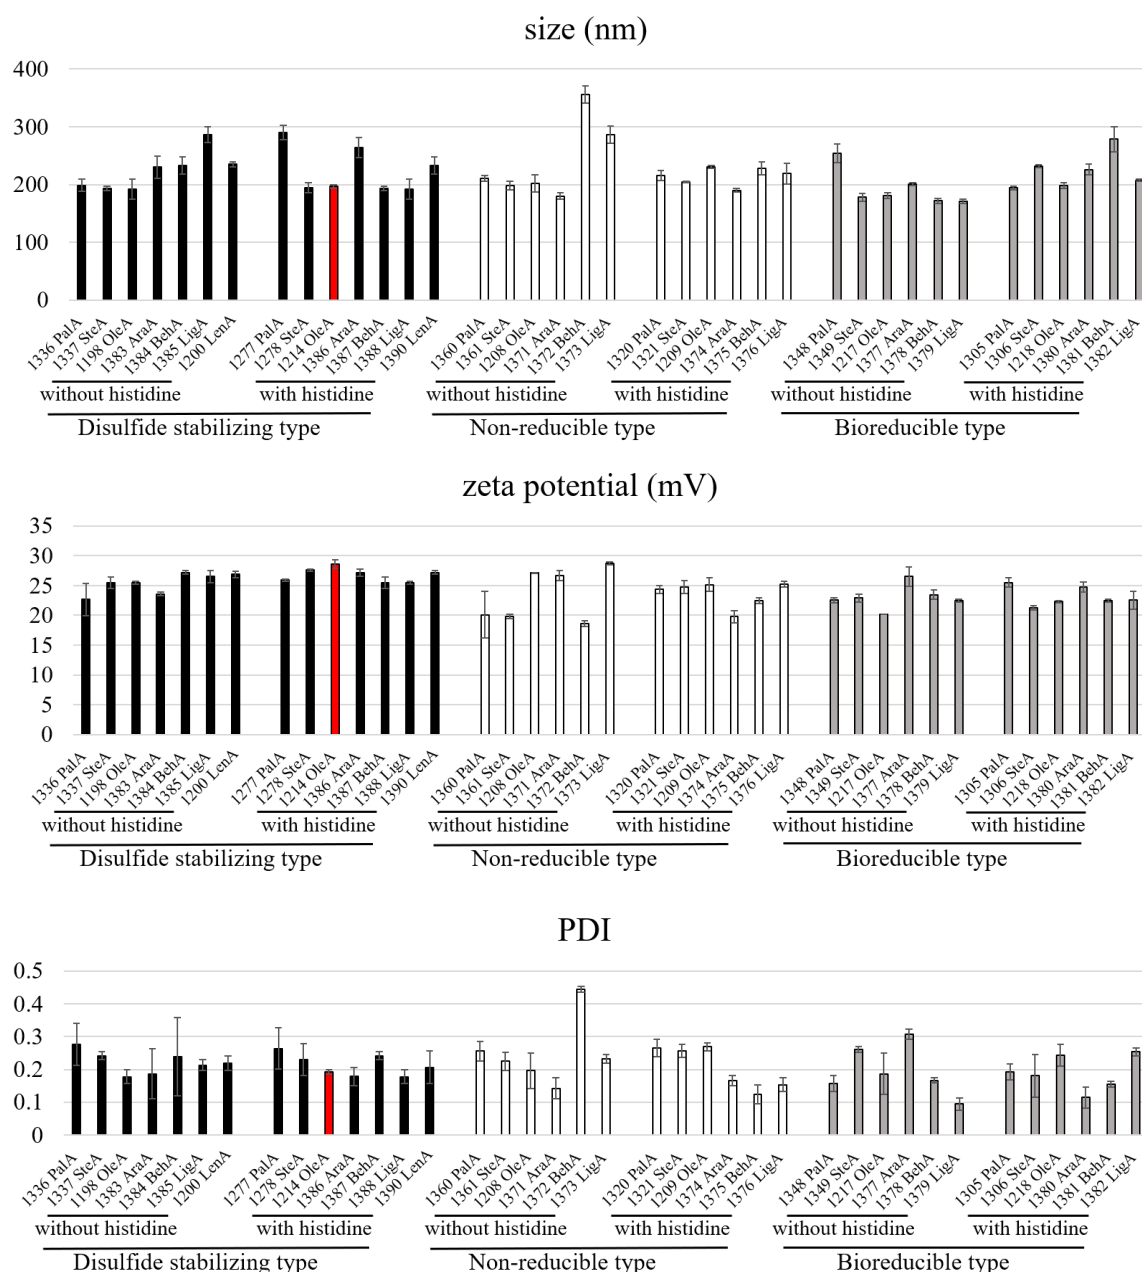 size (nm)
400
300
200
100
0
1336 PalA
1337 SteA
1198 OleA
1383 AraA
1384 BehA
1385 LigA
1200 LenA
1277 PalA
1278 SteA
1214 OleA
1386 AraA
1387 BehA
1388 LigA
1390 LenA
1360 PalA
1361 SteA
1208 OleA
1371 AraA
1372 BehA
1373 LigA
1320 PalA
1321 SteA
1209 OleA
1374 AraA
1375 BehA
1376 LigA
1348 PalA
1349 SteA
1217 OleA
1377 AraA
1378 BehA
1379 LigA
1305 PalA
1306 SteA
1218 OleA
1380 AraA
1381 BehA
1382 LigA
without histidine with histidine without histidine with histidine without histidine with histidine
Disulfide stabilizing type Non-reducible type Bioreducible type
zeta potential (mV)
35
30
25
20
15
10
5
0
1336 PalA
1337 SteA
1198 OleA
1383 AraA
1384 BehA
1385 LigA
1200 LenA
1277 PalA
1278 SteA
1214 OleA
1386 AraA
1387 BehA
1388 LigA
1390 LenA
1360 PalA
1361 SteA
1208 OleA
1371 AraA
1372 BehA
1373 LigA
1320 PalA
1321 SteA
1209 OleA
1374 AraA
1375 BehA
1376 LigA
1348 PalA
1349 SteA
1217 OleA
1377 AraA
1378 BehA
1379 LigA
1305 PalA
1306 SteA
1218 OleA
1380 AraA
1381 BehA
1382 LigA
without histidine with histidine without histidine with histidine without histidine with histidine
Disulfide stabilizing type Non-reducible type Bioreducible type
PDI
0.5
0.4
0.3
0.2
0.1
0
1336 PalA
1337 SteA
1198 OleA
1383 AraA
1384 BehA
1385 LigA
1200 LenA
1277 PalA
1278 SteA
1214 OleA
1386 AraA
1387 BehA
1388 LigA
1390 LenA
1360 PalA
1361 SteA
1208 OleA
1371 AraA
1372 BehA
1373 LigA
1320 PalA
1321 SteA
1209 OleA
1374 AraA
1375 BehA
1376 LigA
1348 PalA
1349 SteA
1217 OleA
1377 AraA
1378 BehA
1379 LigA
1305 PalA
1306 SteA
1218 OleA
1380 AraA
1381 BehA
1382 LigA
without histidine with histidine without histidine with histidine without histidine with histidine
Disulfide stabilizing type Non-reducible type Bioreducible type